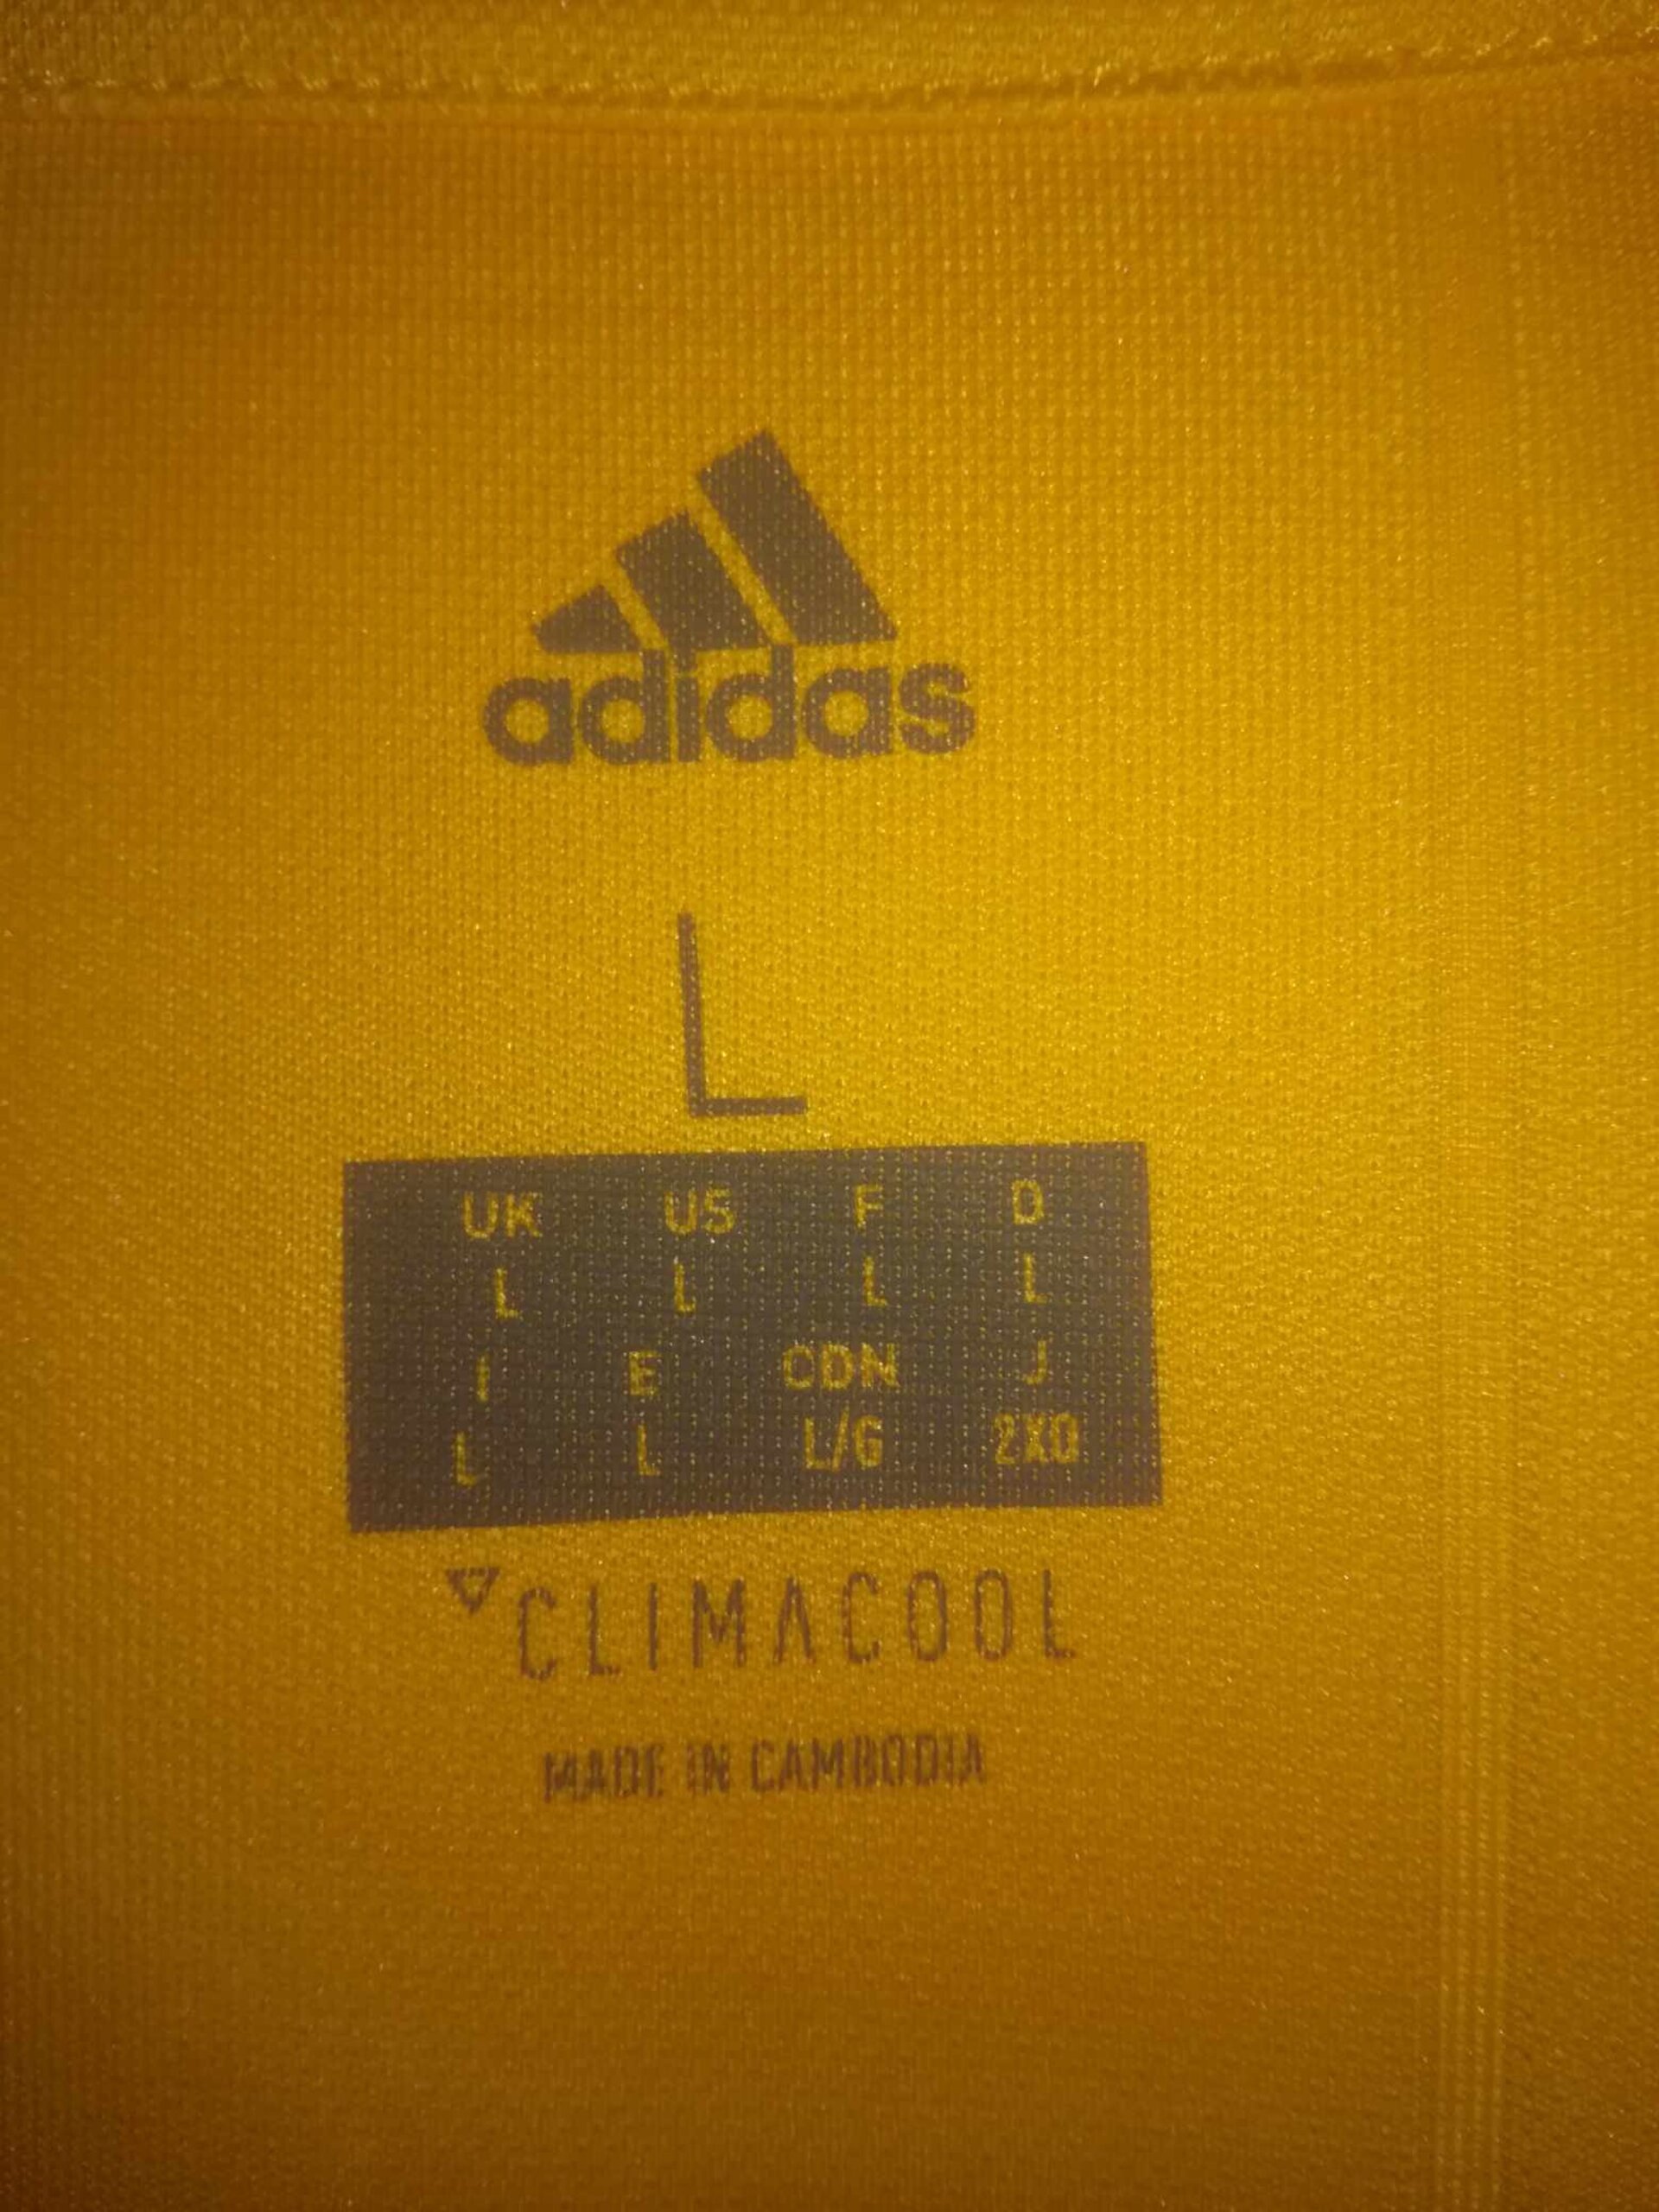 adidas
L
UK US F D
L L L L
I E CDN J
L L L/G 2XO
CLIMACOOL
MADE IN CAMBODIA